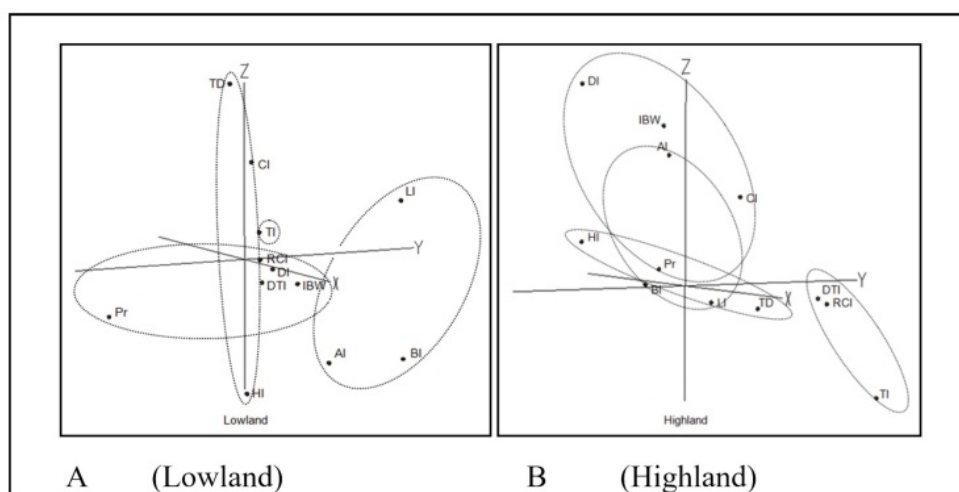 Z
TD
CI
LI
TI
Y
RCI
DI
X
DTI
IBW
Pr
AI
BI
HI
Lowland
Z
DI
IBW
AI
CI
HI
Pr
Y
BI
DTI
X
RCI
LI
TD
TI
Highland
A (Lowland)
B (Highland)